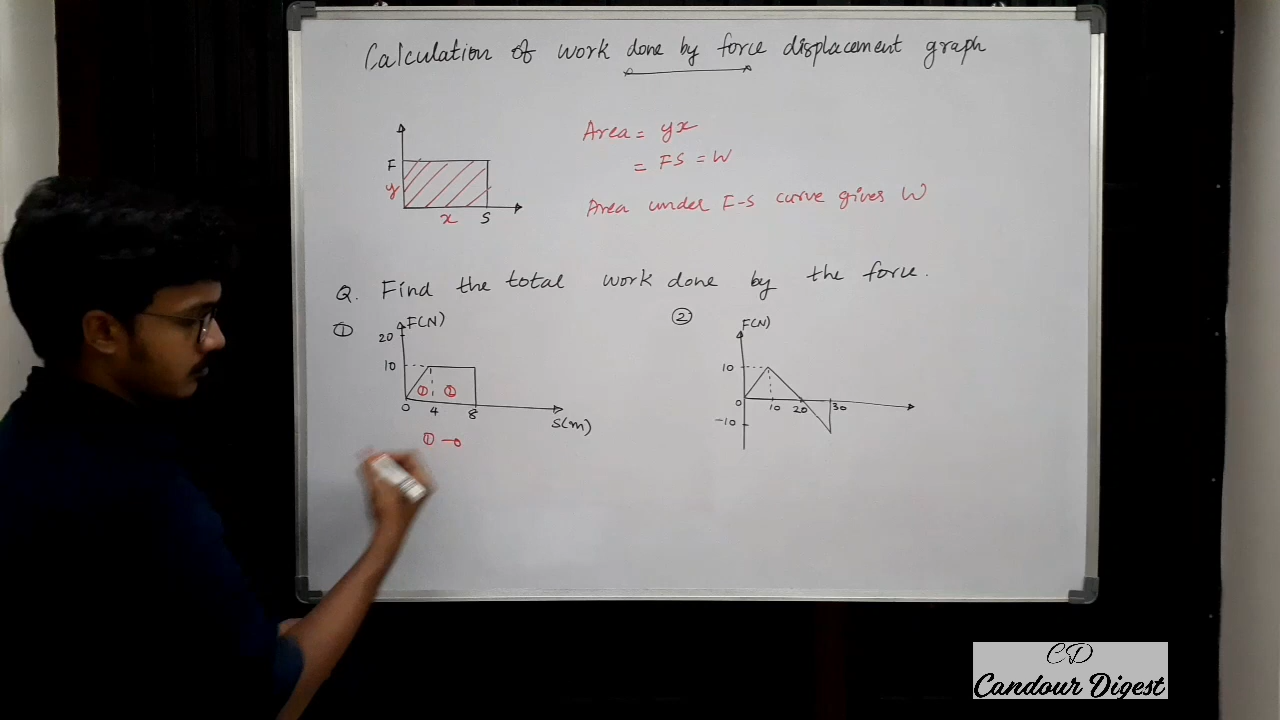 Calculation of work done by force displacement graph
F
y
x
S
Area = yx
= FS = W
Area under F-S curve gives W
Q. Find the total work done by the force.
①
F(N)
20
10
① ②
0 4 8
S(m)
① —
②
F(N)
10
0
10 20 30
-10
CD
Candour Digest